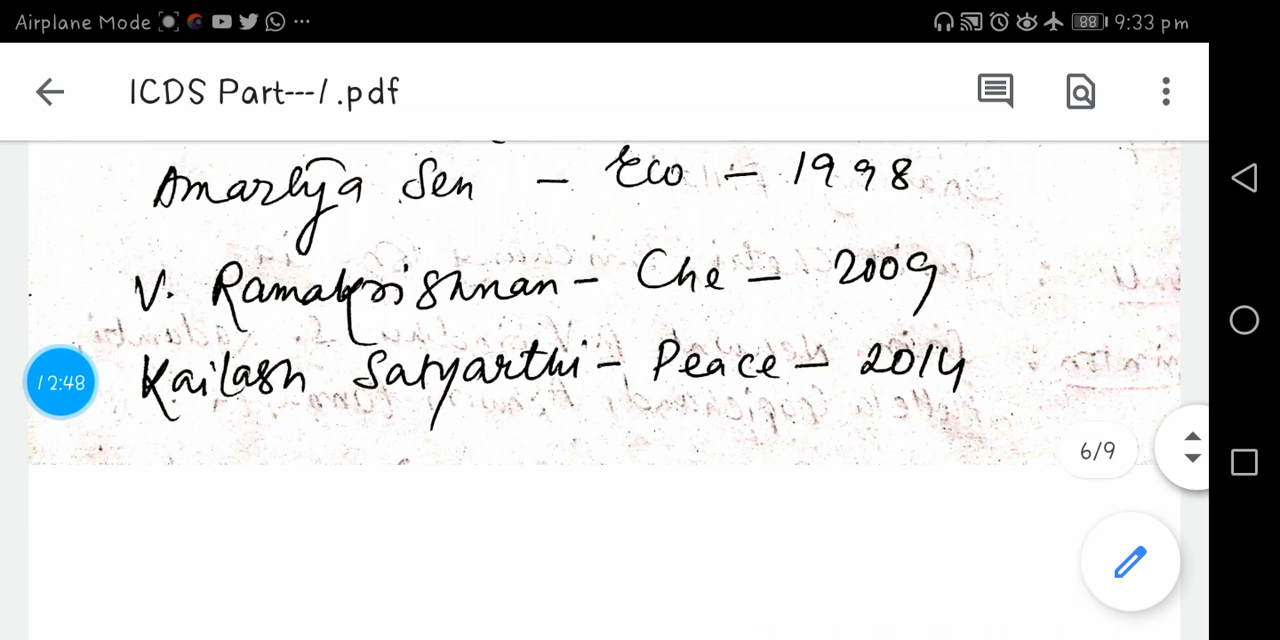 Airplane Mode ... 88 9:33 pm
ICDS Part---1 .pdf
Amartya Sen - Eco - 1998
V. Ramakrishnan - Che - 2009
Kailash Satyarthi - Peace - 2014
12:48
6/9